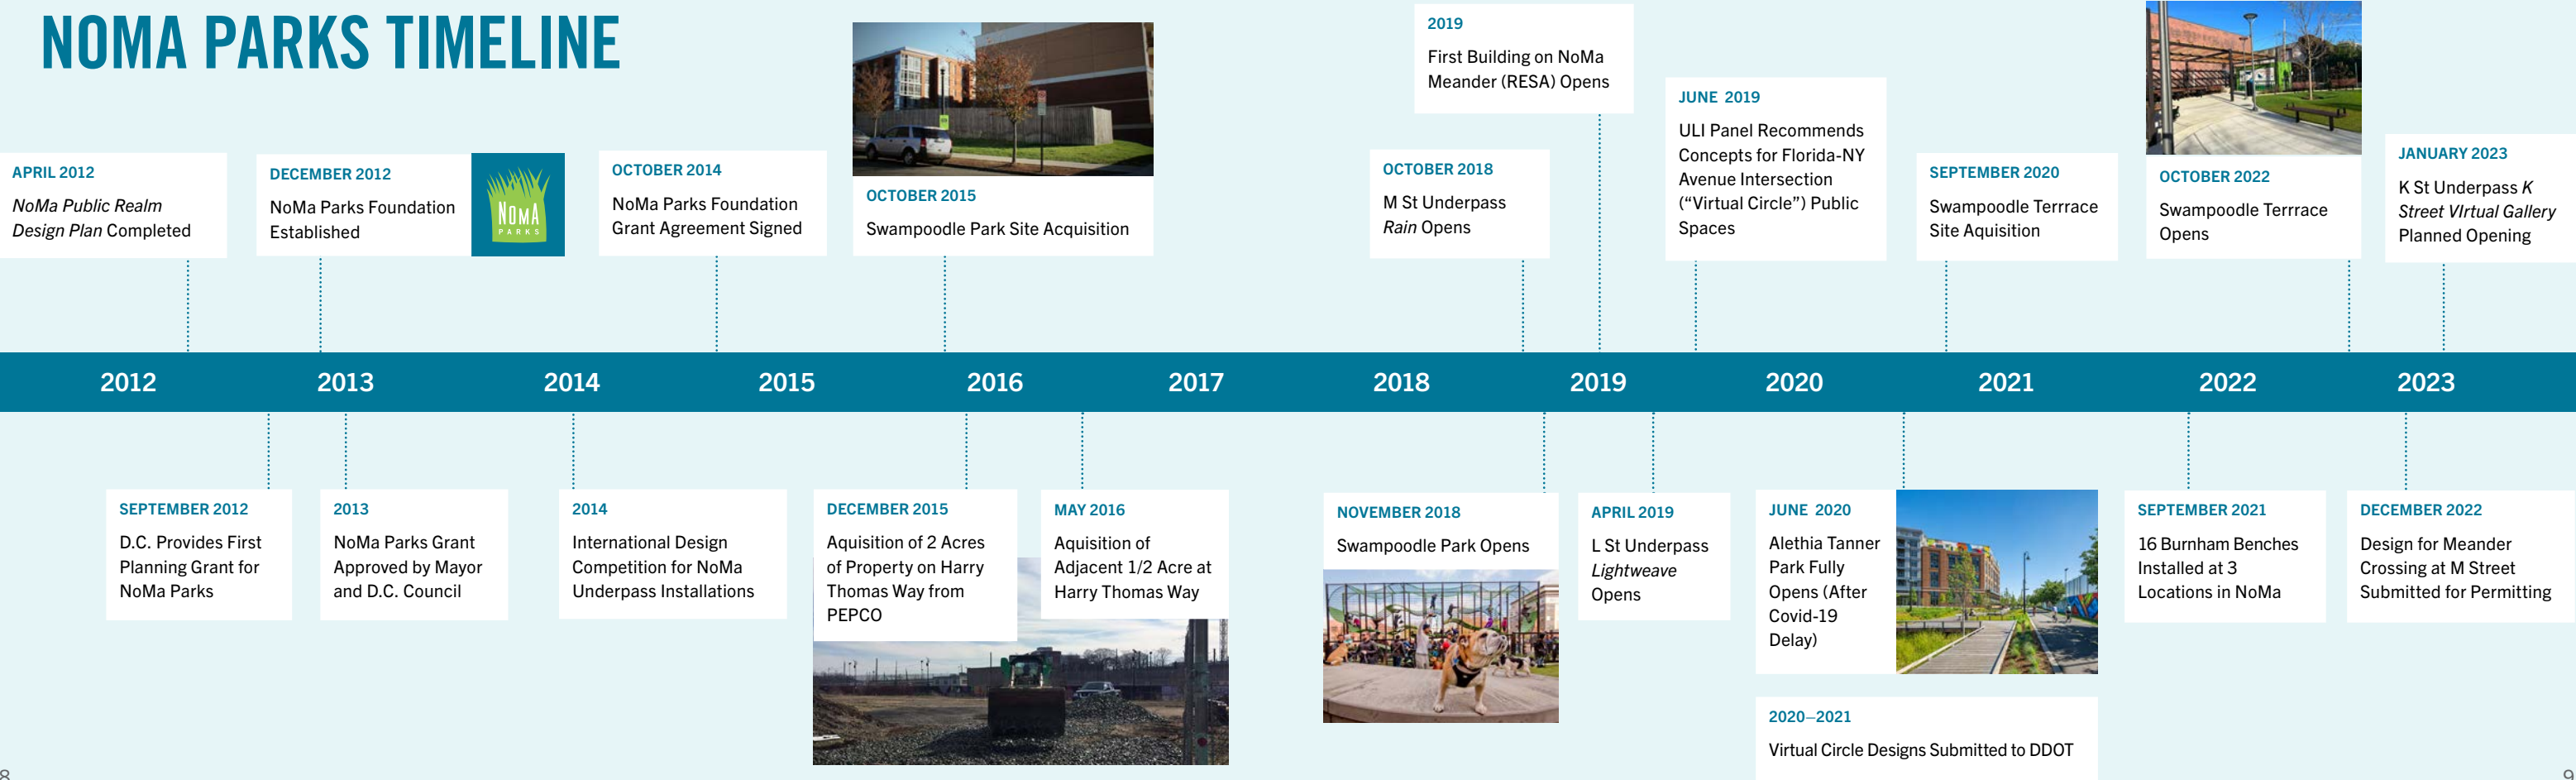 NOMA PARKS TIMELINE
APRIL 2012
NoMa Public Realm
Design Plan Completed
DECEMBER 2012
NoMa Parks Foundation
Established
NOMA
PARKS
OCTOBER 2014
NoMa Parks Foundation
Grant Agreement Signed
OCTOBER 2015
Swampoodle Park Site Acquisition
OCTOBER 2018
M St Underpass
Rain Opens
2019
First Building on NoMa
Meander (RESA) Opens
JUNE 2019
ULI Panel Recommends
Concepts for Florida-NY
Avenue Intersection
(“Virtual Circle”) Public
Spaces
SEPTEMBER 2020
Swampoodle Terrrace
Site Aquisition
OCTOBER 2022
Swampoodle Terrrace
Opens
JANUARY 2023
K St Underpass K
Street VIrtual Gallery
Planned Opening
2012 2013 2014 2015 2016 2017 2018 2019 2020 2021 2022 2023
SEPTEMBER 2012
D.C. Provides First
Planning Grant for
NoMa Parks
2013
NoMa Parks Grant
Approved by Mayor
and D.C. Council
2014
International Design
Competition for NoMa
Underpass Installations
DECEMBER 2015
Aquisition of 2 Acres
of Property on Harry
Thomas Way from
PEPCO
MAY 2016
Aquisition of
Adjacent 1/2 Acre at
Harry Thomas Way
NOVEMBER 2018
Swampoodle Park Opens
APRIL 2019
L St Underpass
Lightweave
Opens
JUNE 2020
Alethia Tanner
Park Fully
Opens (After
Covid-19
Delay)
2020–2021
Virtual Circle Designs Submitted to DDOT
SEPTEMBER 2021
16 Burnham Benches
Installed at 3
Locations in NoMa
DECEMBER 2022
Design for Meander
Crossing at M Street
Submitted for Permitting